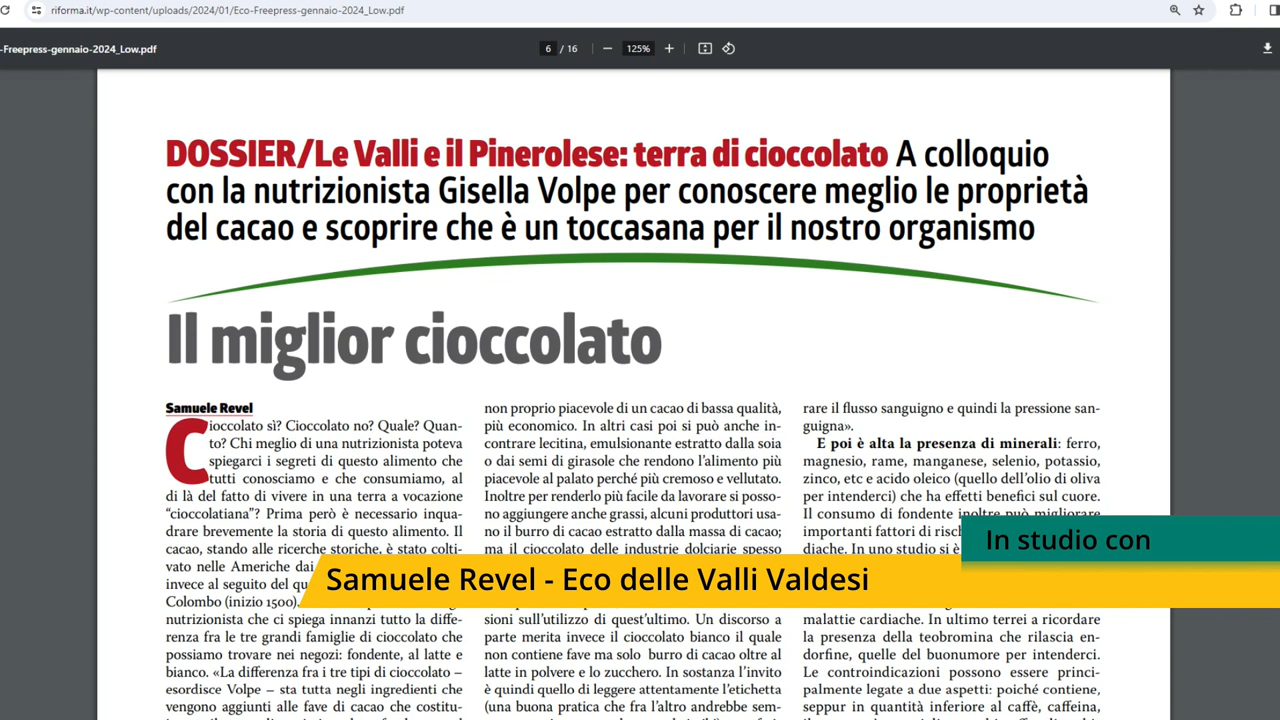 riforma.it/wp-content/uploads/2024/01/Eco-Freepress-gennaio-2024_Low.pdf
-Freepress-gennaio-2024_Low.pdf
6 / 16
125%
DOSSIER/Le Valli e il Pinerolese: terra di cioccolato A colloquio
con la nutrizionista Gisella Volpe per conoscere meglio le proprietà
del cacao e scoprire che è un toccasana per il nostro organismo
Il miglior cioccolato
Samuele Revel
Cioccolato sì? Cioccolato no? Quale? Quan-
to? Chi meglio di una nutrizionista poteva
spiegarci i segreti di questo alimento che
tutti conosciamo e che consumiamo, al
di là del fatto di vivere in una terra a vocazione
“cioccolatiana”? Prima però è necessario inqua-
drare brevemente la storia di questo alimento. Il
cacao, stando alle ricerche storiche, è stato colti-
vato nelle Americhe dai
invece al seguito del qu
Colombo (inizio 1500).
nutrizionista che ci spiega innanzi tutto la diffe-
renza fra le tre grandi famiglie di cioccolato che
possiamo trovare nei negozi: fondente, al latte e
bianco. «La differenza fra i tre tipi di cioccolato –
esordisce Volpe – sta tutta negli ingredienti che
vengono aggiunti alle fave di cacao che costitu-
non proprio piacevole di un cacao di bassa qualità,
più economico. In altri casi poi si può anche in-
contrare lecitina, emulsionante estratto dalla soia
o dai semi di girasole che rendono l’alimento più
piacevole al palato perché più cremoso e vellutato.
Inoltre per renderlo più facile da lavorare si posso-
no aggiungere anche grassi, alcuni produttori usa-
no il burro di cacao estratto dalla massa di cacao;
ma il cioccolato delle industrie dolciarie spesso
sioni sull’utilizzo di quest’ultimo. Un discorso a
parte merita invece il cioccolato bianco il quale
non contiene fave ma solo burro di cacao oltre al
latte in polvere e lo zucchero. In sostanza l’invito
è quindi quello di leggere attentamente l’etichetta
(una buona pratica che fra l’altro andrebbe sem-
rare il flusso sanguigno e quindi la pressione san-
guigna».
E poi è alta la presenza di minerali: ferro,
magnesio, rame, manganese, selenio, potassio,
zinco, etc e acido oleico (quello dell’olio di oliva
per intenderci) che ha effetti benefici sul cuore.
Il consumo di fondente inoltre può migliorare
importanti fattori di risch
diache. In uno studio si è
malattie cardiache. In ultimo terrei a ricordare
la presenza della teobromina che rilascia en-
dorfine, quelle del buonumore per intenderci.
Le controindicazioni possono essere princi-
palmente legate a due aspetti: poiché contiene,
seppur in quantità inferiore al caffè, caffeina,
In studio con
Samuele Revel - Eco delle Valli Valdesi